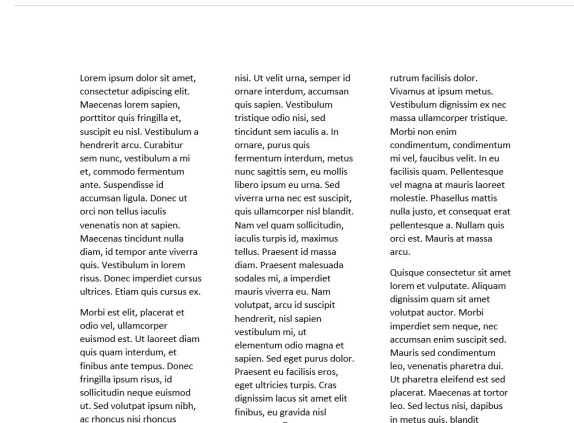 Lorem ipsum dolor sit amet,
consectetur adipiscing elit.
Maecenas lorem sapien,
porttitor quis fringilla et,
suscipit eu nisl. Vestibulum a
hendrerit arcu. Curabitur
sem nunc, vestibulum a mi
et, commodo fermentum
ante. Suspendisse id
accumsan ligula. Donec ut
orci non tellus iaculis
venenatis non at sapien.
Maecenas tincidunt nulla
diam, id tempor ante viverra
quis. Vestibulum in lorem
risus. Donec imperdiet cursus
ultrices. Etiam quis cursus ex.
Morbi est elit, placerat et
odio vel, ullamcorper
euismod est. Ut laoreet diam
quis quam interdum, et
finibus ante tempus. Donec
fringilla ipsum risus, id
sollicitudin neque euismod
ut. Sed volutpat ipsum nibh,
ac rhoncus nisi rhoncus
nisi. Ut velit urna, semper id
ornare interdum, accumsan
quis sapien. Vestibulum
tristique odio nisi, sed
tincidunt sem iaculis a. In
ornare, purus quis
fermentum interdum, metus
nunc sagittis sem, eu mollis
libero ipsum eu urna. Sed
viverra urna nec est suscipit,
quis ullamcorper nisl blandit.
Nam vel quam sollicitudin,
iaculis turpis id, maximus
tellus. Praesent id massa
diam. Praesent malesuada
sodales mi, a imperdiet
mauris viverra eu. Nam
volutpat, arcu id suscipit
hendrerit, nisl sapien
vestibulum mi, ut
elementum odio magna et
sapien. Sed eget purus dolor.
Praesent eu facilisis eros,
eget ultricies turpis. Cras
dignissim lacus sit amet elit
finibus, eu gravida nisl
rutrum facilisis dolor.
Vivamus at ipsum metus.
Vestibulum dignissim ex nec
massa ullamcorper tristique.
Morbi non enim
condimentum, condimentum
mi vel, faucibus velit. In eu
facilisis quam. Pellentesque
vel magna at mauris laoreet
molestie. Phasellus mattis
nulla justo, et consequat erat
pellentesque a. Nullam quis
orci est. Mauris at massa
arcu.
Quisque consectetur sit amet
lorem et vulputate. Aliquam
dignissim quam sit amet
volutpat auctor. Morbi
imperdiet sem neque, nec
accumsan enim suscipit sed.
Mauris sed condimentum
leo, venenatis pharetra dui.
Ut pharetra eleifend est sed
placerat. Maecenas at tortor
leo. Sed lectus nisi, dapibus
in metus quis, blandit